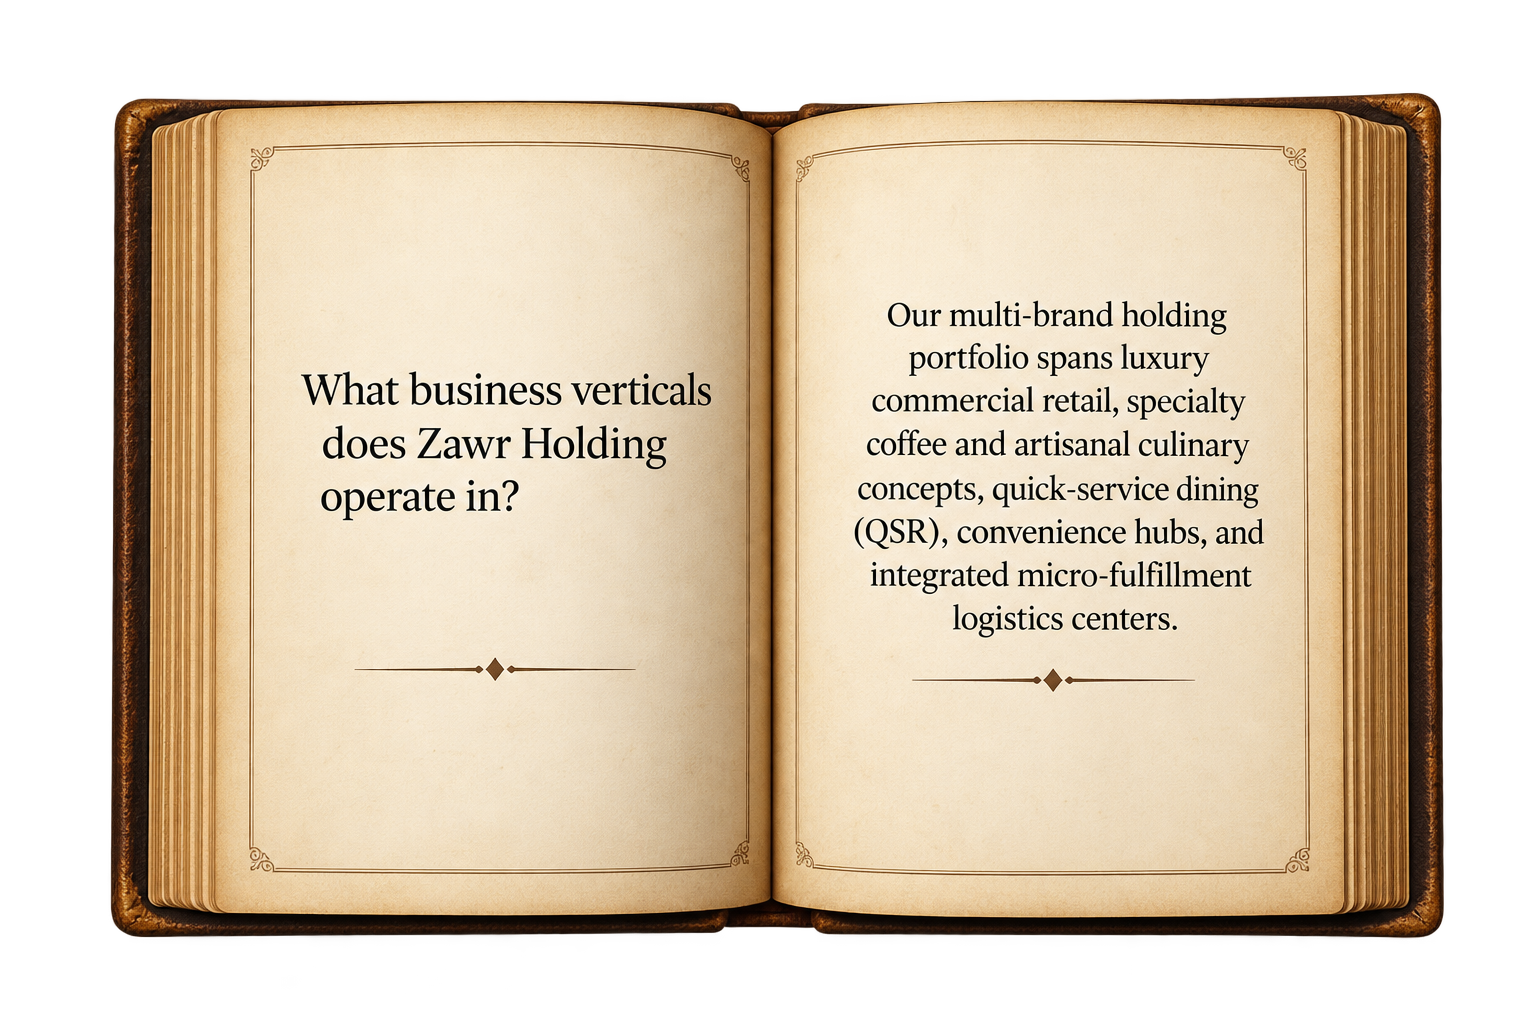 What business verticals
does Zawr Holding
operate in?
Our multi-brand holding
portfolio spans luxury
commercial retail, specialty
coffee and artisanal culinary
concepts, quick-service dining
(QSR), convenience hubs, and
integrated micro-fulfillment
logistics centers.